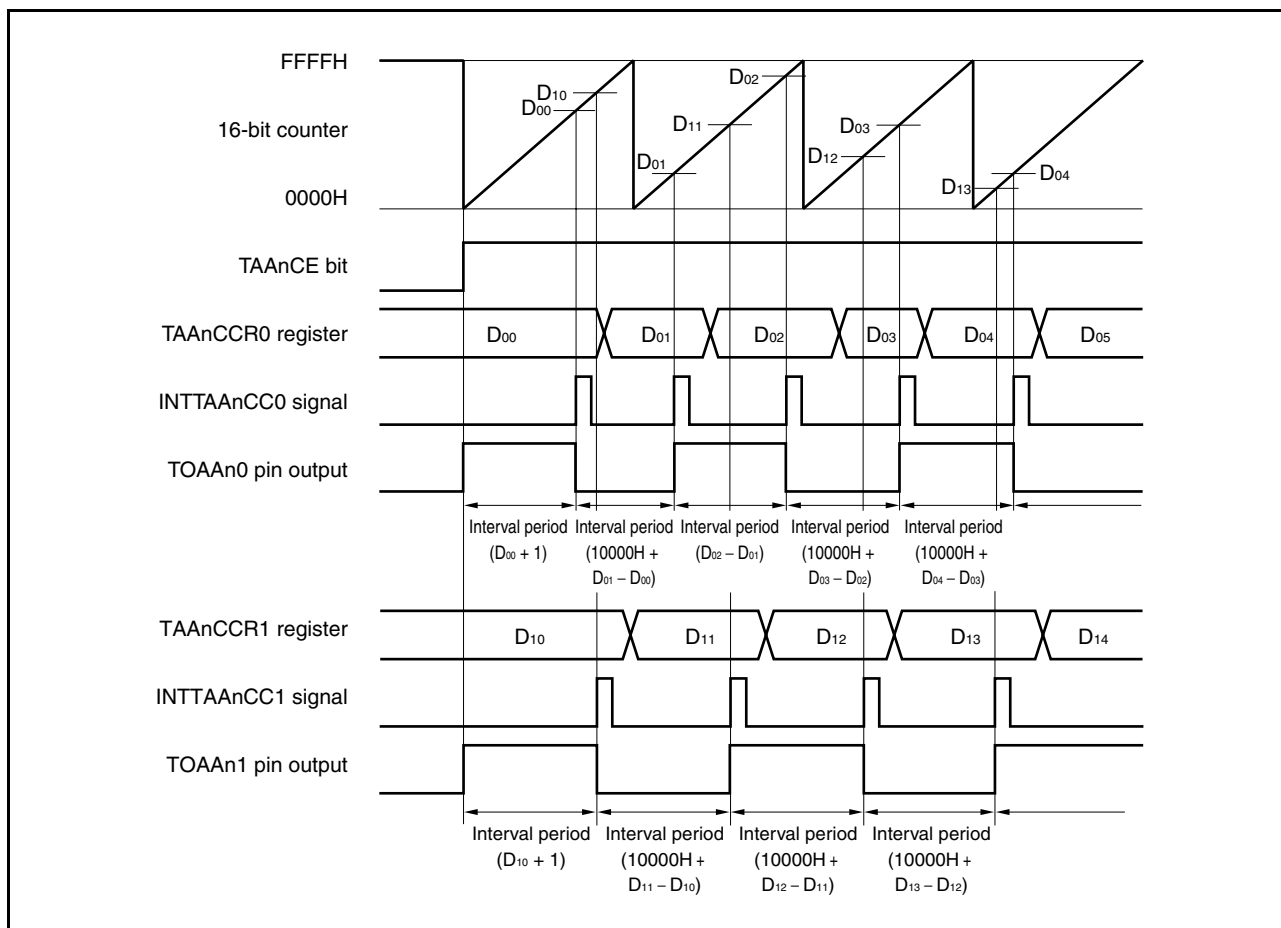 FFFFH
D02
D10
D00
16-bit counter
D11
D03
D12
D01
D04
D13
0000H
TAAnCE bit
TAAnCCR0 register
D00
D01
D02
D03
D04
D05
INTTAAnCC0 signal
TOAAn0 pin output
Interval period
(D00 + 1)
Interval period
(10000H +
D01 − D00)
Interval period
(D02 − D01)
Interval period
(10000H +
D03 − D02)
Interval period
(10000H +
D04 − D03)
TAAnCCR1 register
D10
D11
D12
D13
D14
INTTAAnCC1 signal
TOAAn1 pin output
Interval period
(D10 + 1)
Interval period
(10000H +
D11 − D10)
Interval period
(10000H +
D12 − D11)
Interval period
(10000H +
D13 − D12)